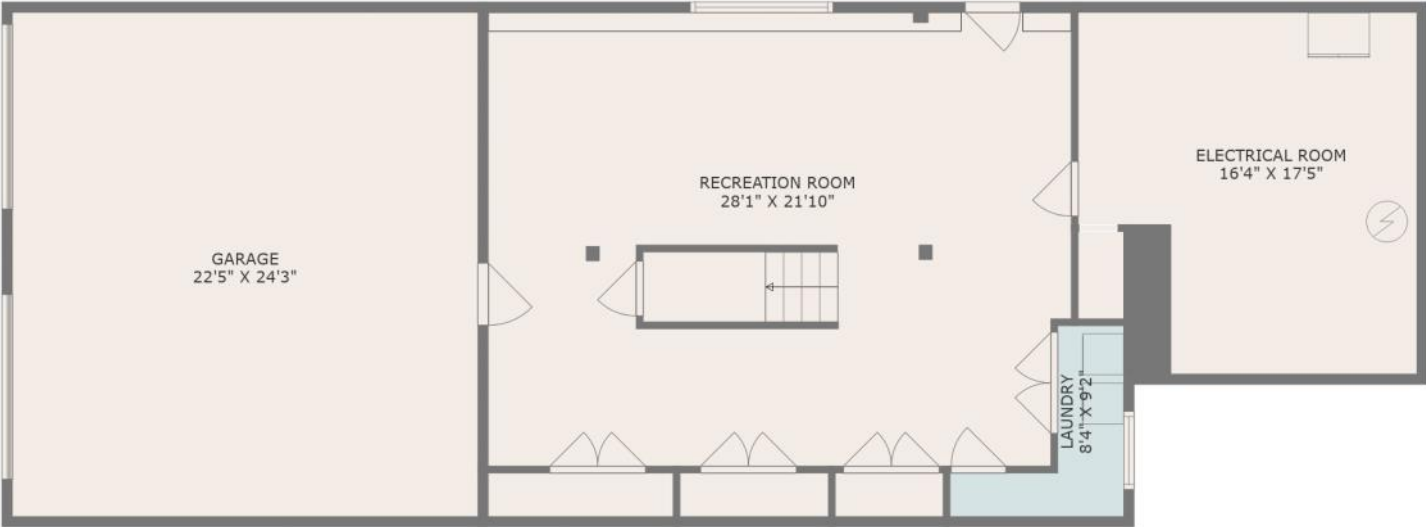 RECREATION ROOM
28'1" X 21'10"
ELECTRICAL ROOM
16'4" X 17'5"
GARAGE
22'5" X 24'3"
LAUNDRY
8'4" X 9'2"